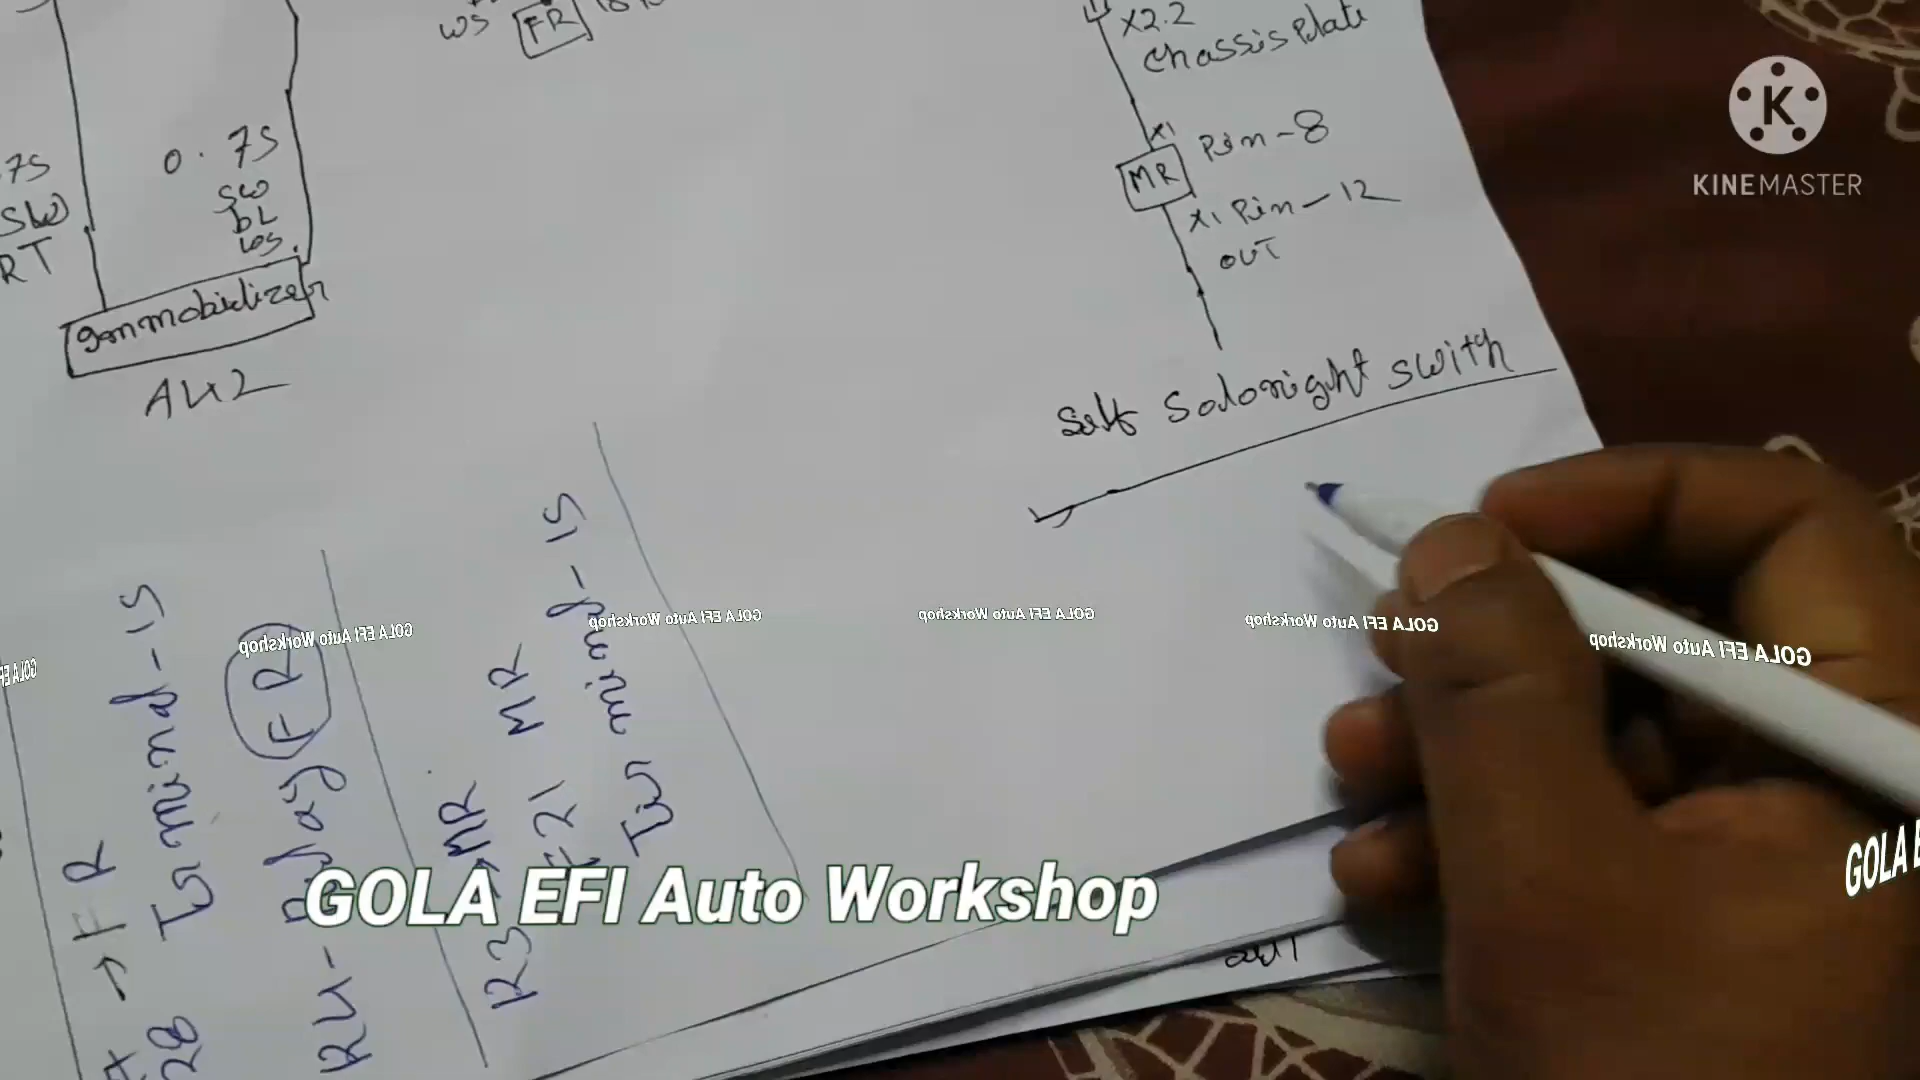 WS FR
X2.2
chassis plate
X1
Pin-8
MR
X1 Pin-12
OUT
self Solonight swith
75
SW
RT
0.75
SW
bL
WS
Immobilizer
AU2
→FR
Terminal-15
Relay FR
MR
F21 MR
Terminal-15
K3
KINEMASTER
GOLA EFI Auto Workshop
GOLA EFI Auto Workshop
GOLA EFI Auto Workshop
GOLA EFI Auto Workshop
GOLA EFI Auto Workshop
GOLA EFI Auto Workshop